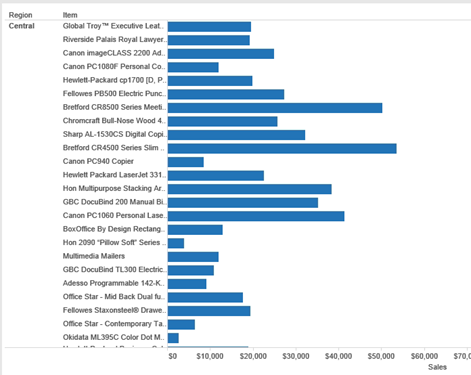 Region Item
Central Global Troy™ Executive Leat..
Riverside Palais Royal Lawyer..
Canon imageCLASS 2200 Ad..
Canon PC1080F Personal Co..
Hewlett-Packard cp1700 [D, P..
Fellowes PB500 Electric Punc..
Bretford CR8500 Series Meeti..
Chromcraft Bull-Nose Wood 4..
Sharp AL-1530CS Digital Copi..
Bretford CR4500 Series Slim ..
Canon PC940 Copier
Hewlett Packard LaserJet 331..
Hon Multipurpose Stacking Ar..
GBC DocuBind 200 Manual Bi..
Canon PC1060 Personal Lase..
BoxOffice By Design Rectang..
Hon 2090 “Pillow Soft” Series ..
Multimedia Mailers
GBC DocuBind TL300 Electric..
Adesso Programmable 142-K..
Office Star - Mid Back Dual fu..
Fellowes Staxonsteel® Drawe..
Office Star - Contemporary Ta..
Okidata ML395C Color Dot M..
$0 $10,000 $20,000 $30,000 $40,000 $50,000 $60,000 $70,0
Sales